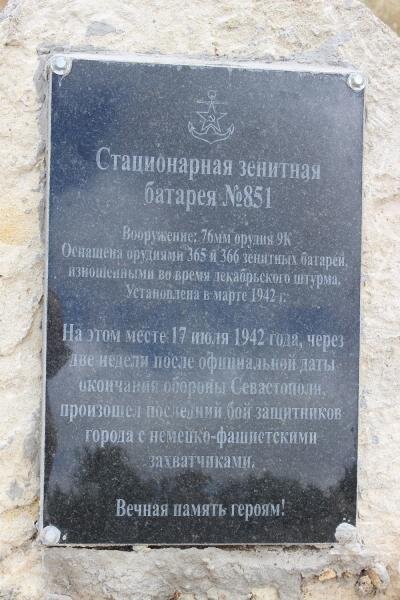 Стационарная зенитная
батарея №851
Вооружение: 76мм орудия 9К
Оснащена орудиями 365 й 366 зенитных батарей,
изношенными во время декабрьского штурма.
Установлена в марте 1942 г.
На этом месте 17 июля 1942 года, через
две недели после официальной даты
окончания обороны Севастополя,
произошел последний бой защитников
города с немецко-фашистскими
захватчиками.
Вечная память героям!